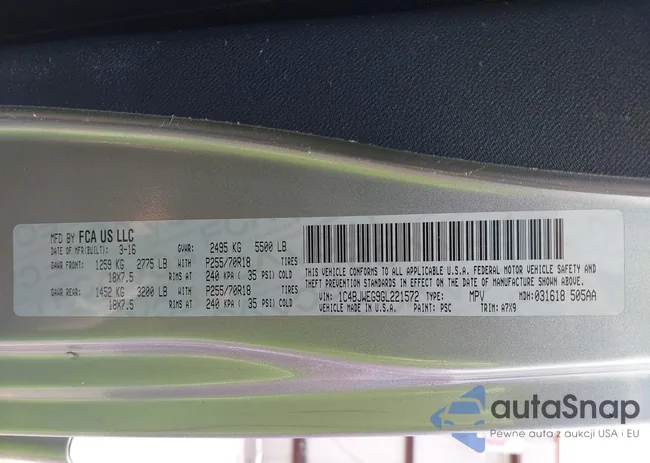 MFD BY FCA US LLC
DATE OF MFR(BUILT): 3-16 GVWR: 2495 KG 5500 LB
GAWR FRONT: 1259 KG 2775 LB WITH P255/70R18 TIRES
18X7.5 RIMS AT 240 KPA ( 35 PSI) COLD
GAWR REAR: 1452 KG 3200 LB WITH P255/70R18 TIRES
18X7.5 RIMS AT 240 KPA ( 35 PSI) COLD
THIS VEHICLE CONFORMS TO ALL APPLICABLE U.S.A. FEDERAL MOTOR VEHICLE SAFETY AND
THEFT PREVENTION STANDARDS IN EFFECT ON THE DATE OF MANUFACTURE SHOWN ABOVE.
VIN: 1C4BJWEG9GL221572 TYPE: MPV MDH: 031618 505AA
VEHICLE MADE IN U.S.A. PAINT: PSC TRIM: A7X9
autoSnap
Pewne auta z aukcji USA i EU